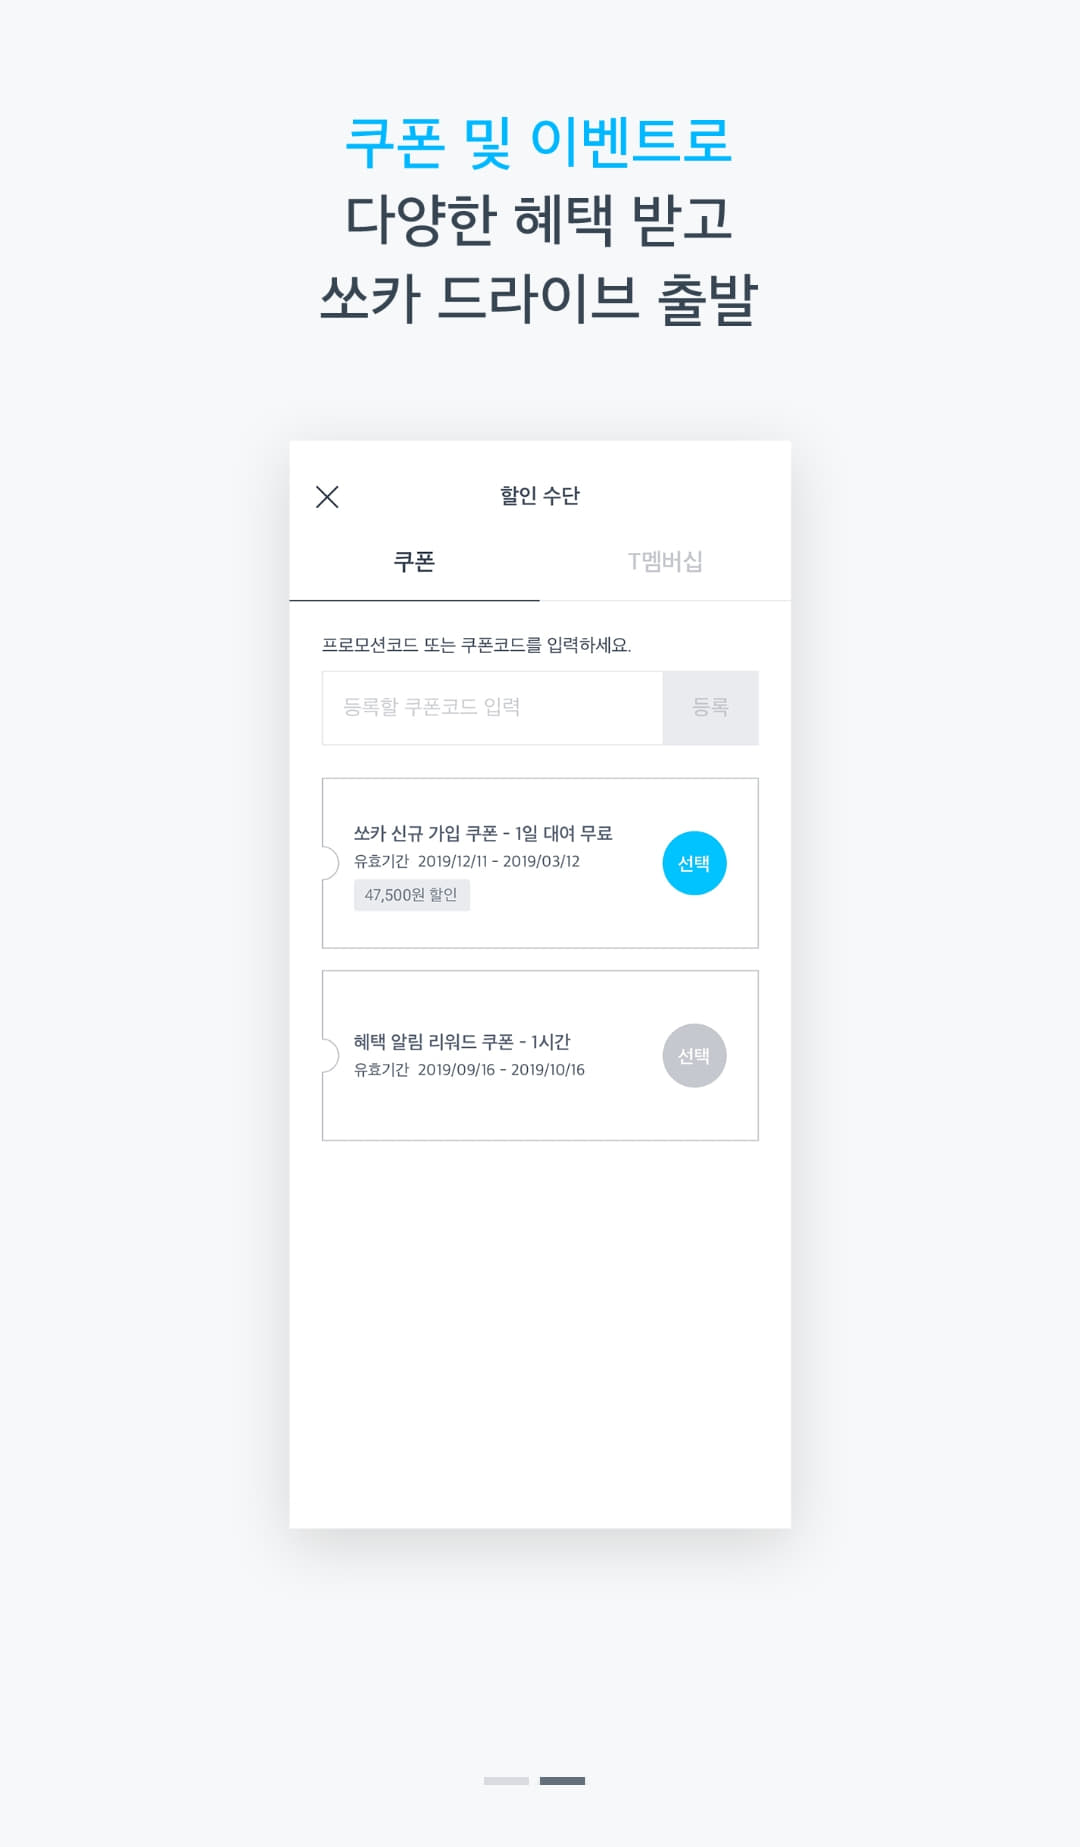 쿠폰 및 이벤트로
다양한 혜택 받고
쏘카 드라이브 출발
할인 수단
쿠폰
T멤버십
프로모션코드 또는 쿠폰코드를 입력하세요.
등록할 쿠폰코드 입력
등록
쏘카 신규 가입 쿠폰 - 1일 대여 무료
유효기간 2019/12/11 - 2019/03/12
47,500원 할인
선택
혜택 알림 리워드 쿠폰 - 1시간
유효기간 2019/09/16 - 2019/10/16
선택